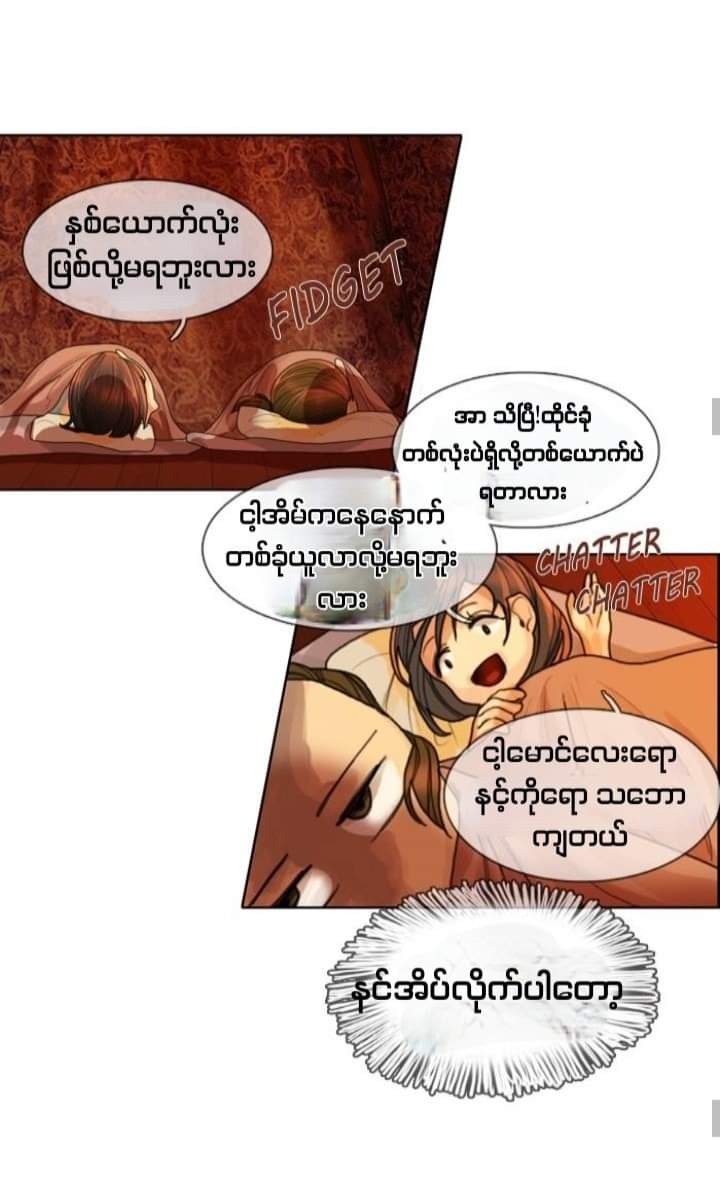 နှစ်ယောက်လုံး
ဖြစ်လို့မရဘူးလား
FIDGET
အာ သိပြီ!ထိုင်ခုံ
တစ်လုံးပဲရှိလို့တစ်ယောက်ပဲ
ရတာလား
ငါ့အိမ်ကနေနောက်
တစ်ခုံယူလာလို့မရဘူး
လား
CHATTER
CHATTER
ငါ့မောင်လေးရော
နင့်ကိုရော သဘော
ကျတယ်
နင်အိပ်လိုက်ပါတော့